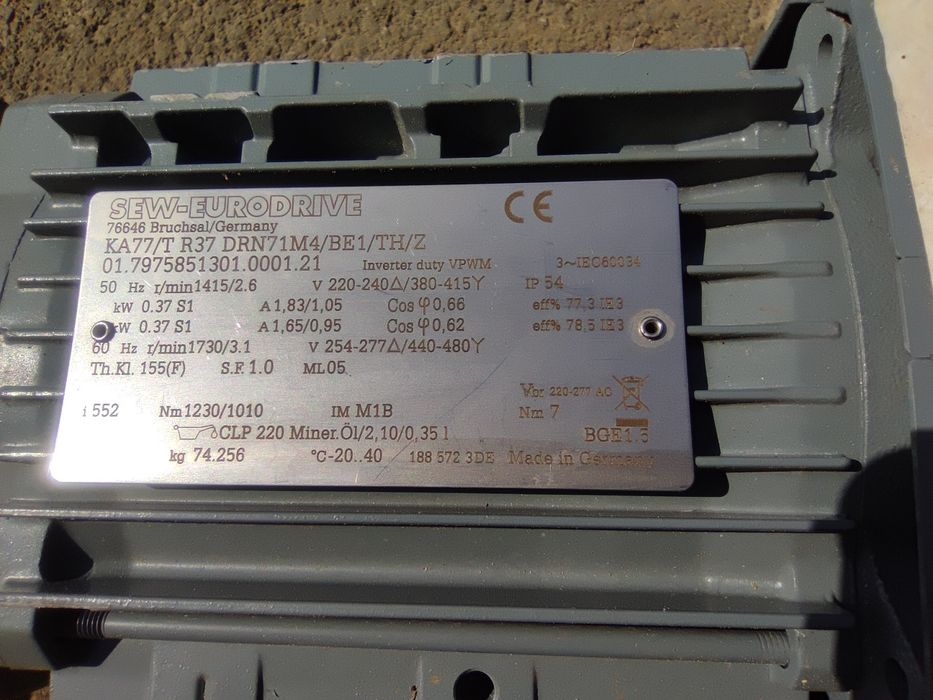 SEW-EURODRIVE CE
76646 Bruchsal/Germany
KA77/T R37 DRN71M4/BE1/TH/Z
01.7975851301.0001.21 Inverter duty VPWM 3~IEC60034
50 Hz r/min1415/2.6 V 220-240△/380-415Y IP 54
kW 0.37 S1 A 1,83/1,05 Cos φ 0,66 eff% 77,3 IE3
kW 0.37 S1 A 1,65/0,95 Cos φ 0,62 eff% 78,5 IE3
60 Hz r/min1730/3.1 V 254-277△/440-480Y
Th.Kl. 155(F) S.F. 1.0 ML05
Vbr 220-277 AC
i 552 Nm1230/1010 IM M1B Nm 7
CLP 220 Miner.Öl/2,10/0,35 l BGE1.5
kg 74.256 °C-20..40 188 572 3DE Made in Germany